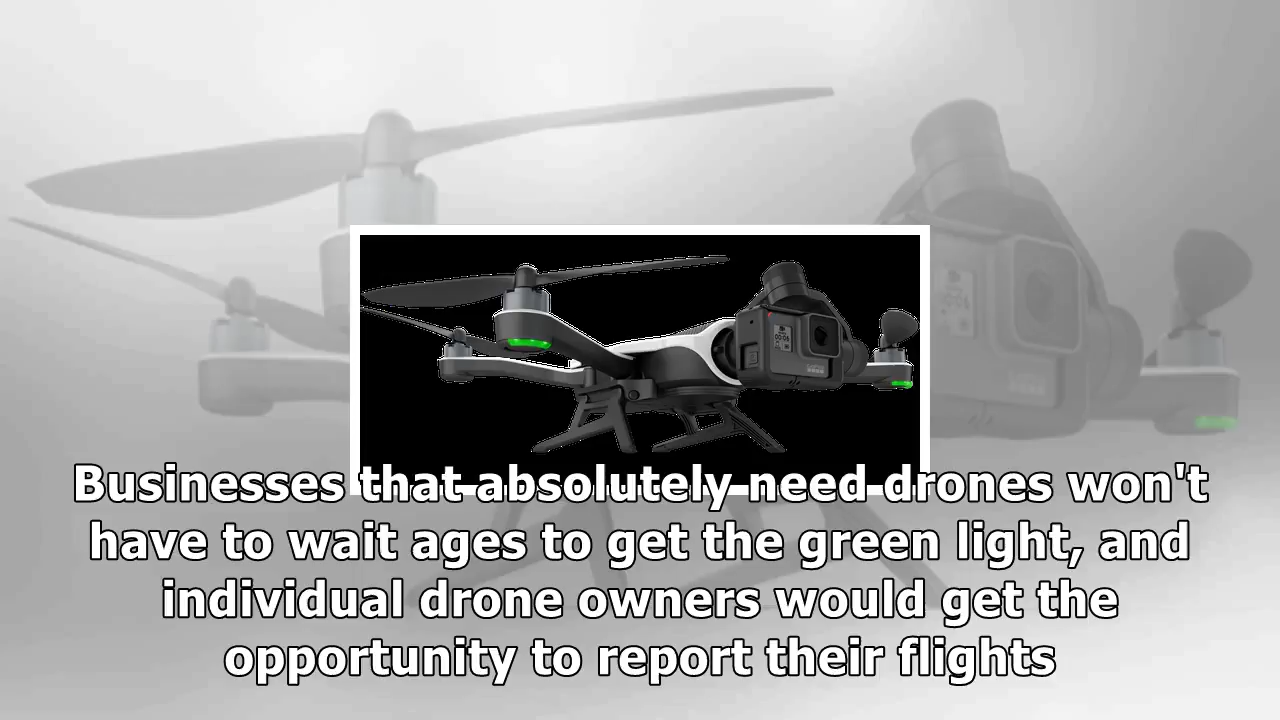 Businesses that absolutely need drones won't
have to wait ages to get the green light, and
individual drone owners would get the
opportunity to report their flights